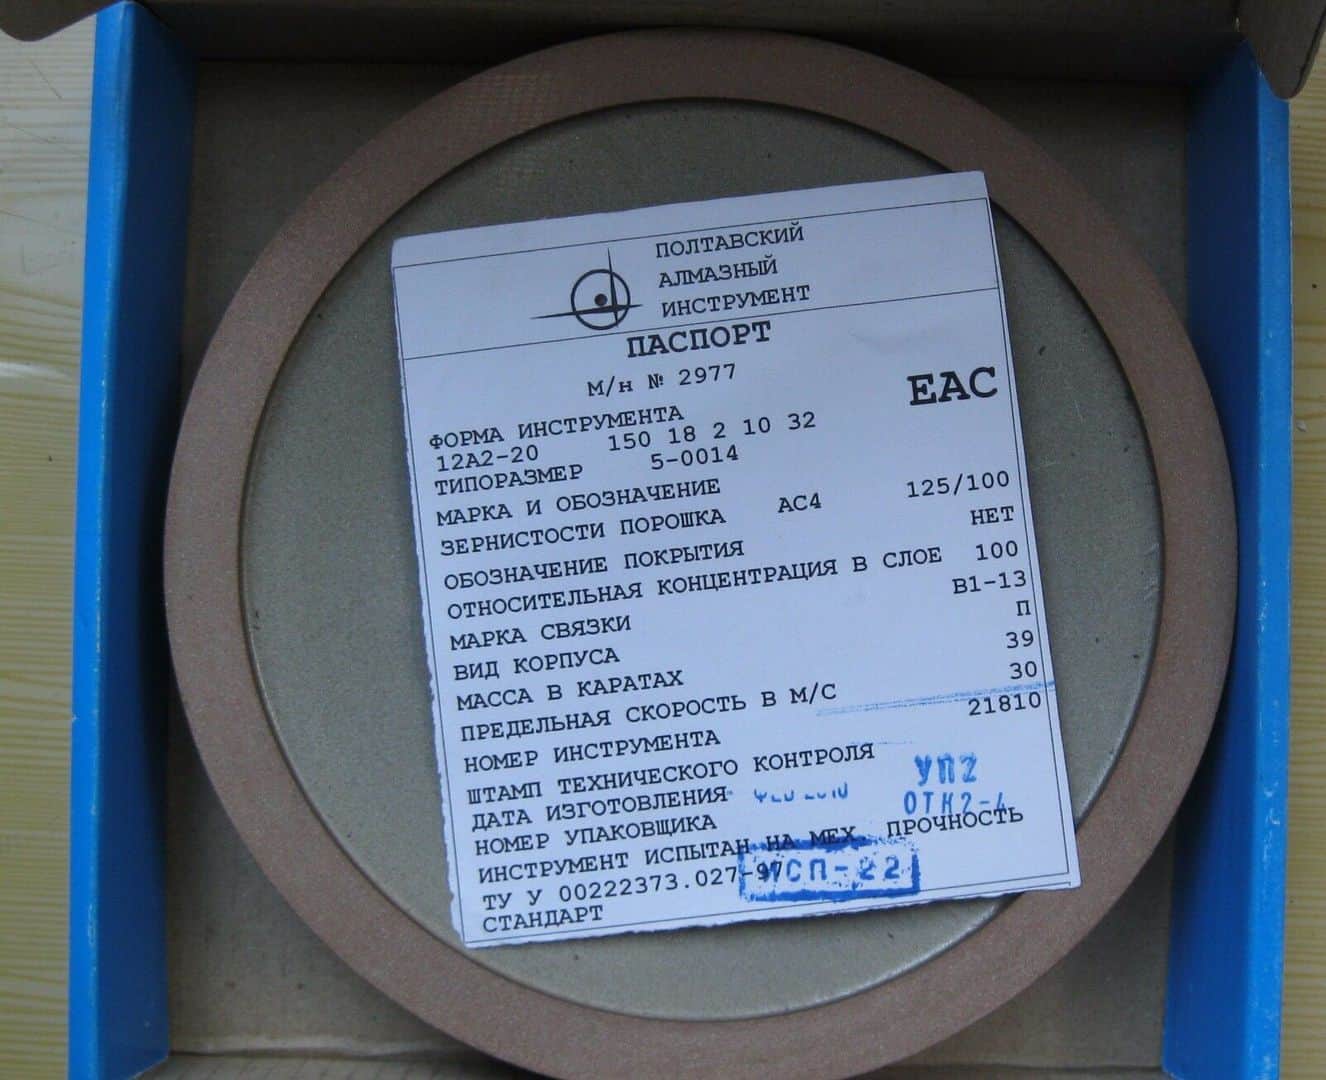 ПОЛТАВСКИЙ
АЛМАЗНЫЙ
ИНСТРУМЕНТ
ПАСПОРТ
М/н № 2977
EAC
ФОРМА ИНСТРУМЕНТА
12А2-20 150 18 2 10 32
ТИПОРАЗМЕР 5-0014
МАРКА И ОБОЗНАЧЕНИЕ
ЗЕРНИСТОСТИ ПОРОШКА АС4 125/100
ОБОЗНАЧЕНИЕ ПОКРЫТИЯ НЕТ
ОТНОСИТЕЛЬНАЯ КОНЦЕНТРАЦИЯ В СЛОЕ 100
МАРКА СВЯЗКИ В1-13
ВИД КОРПУСА П
МАССА В КАРАТАХ 39
ПРЕДЕЛЬНАЯ СКОРОСТЬ В М/С 30
НОМЕР ИНСТРУМЕНТА 21810
ШТАМП ТЕХНИЧЕСКОГО КОНТРОЛЯ
УП2
ДАТА ИЗГОТОВЛЕНИЯ
ОТК2-4
НОМЕР УПАКОВЩИКА
ИНСТРУМЕНТ ИСПЫТАН НА МЕХ. ПРОЧНОСТЬ
ИСП-22
ТУ У 00222373.027-97
СТАНДАРТ